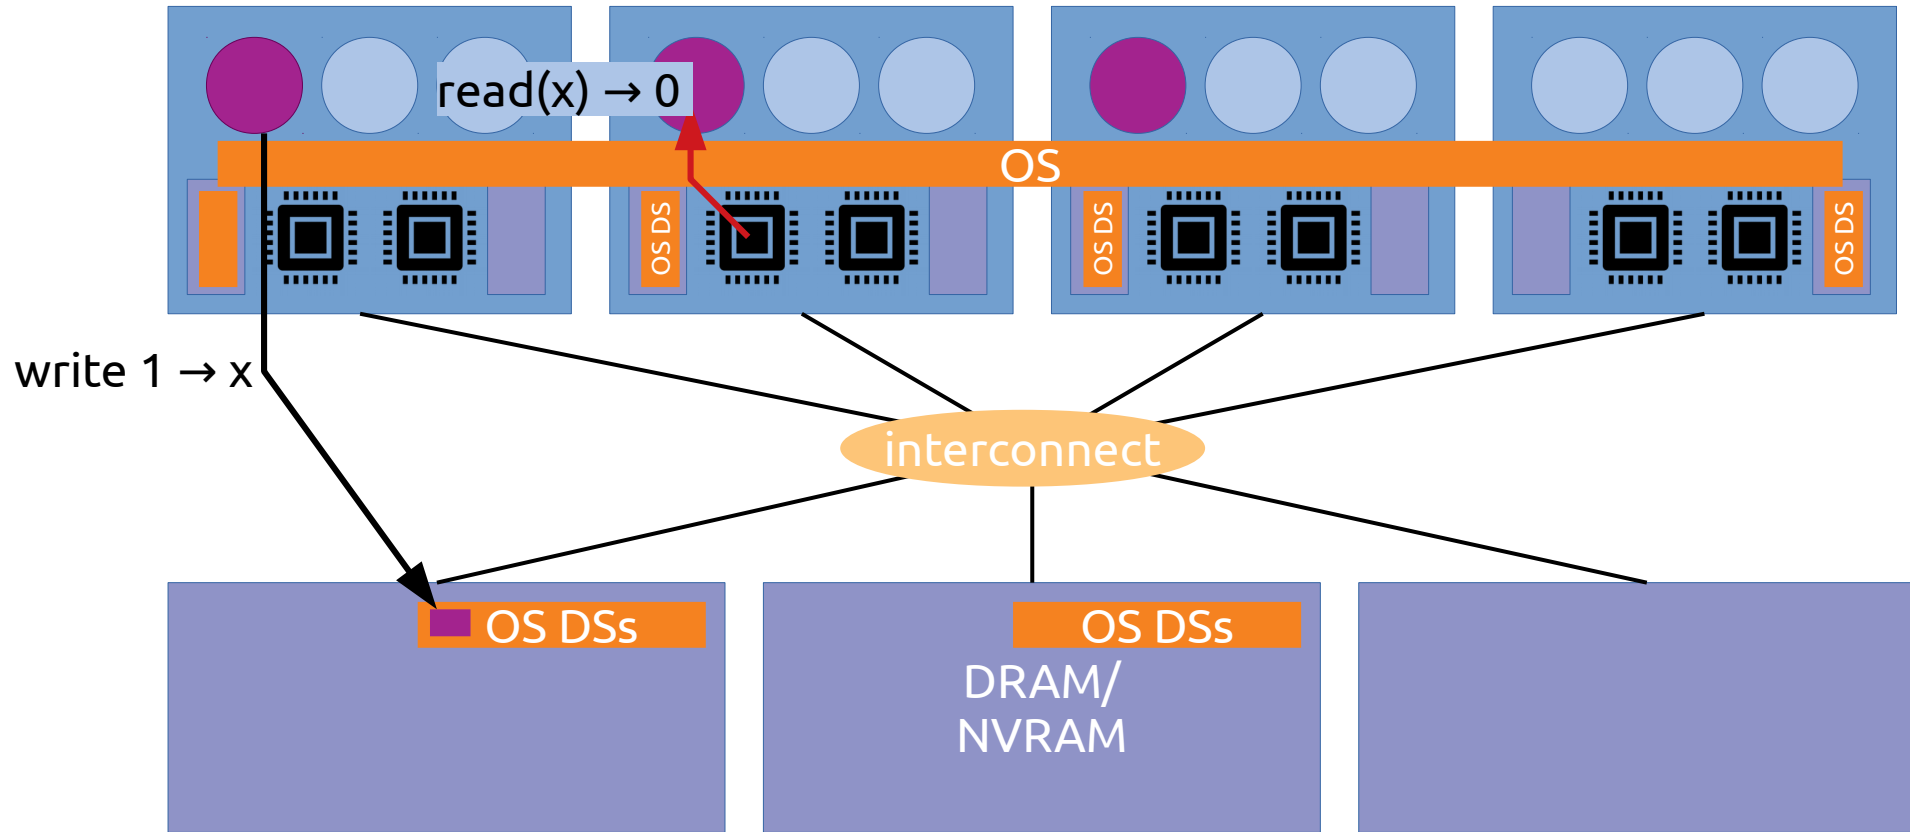 read(x) → 0
OS
OS DS
OS DS
OS DS
write 1 → x
interconnect
OS DSs
OS DSs
DRAM/
NVRAM